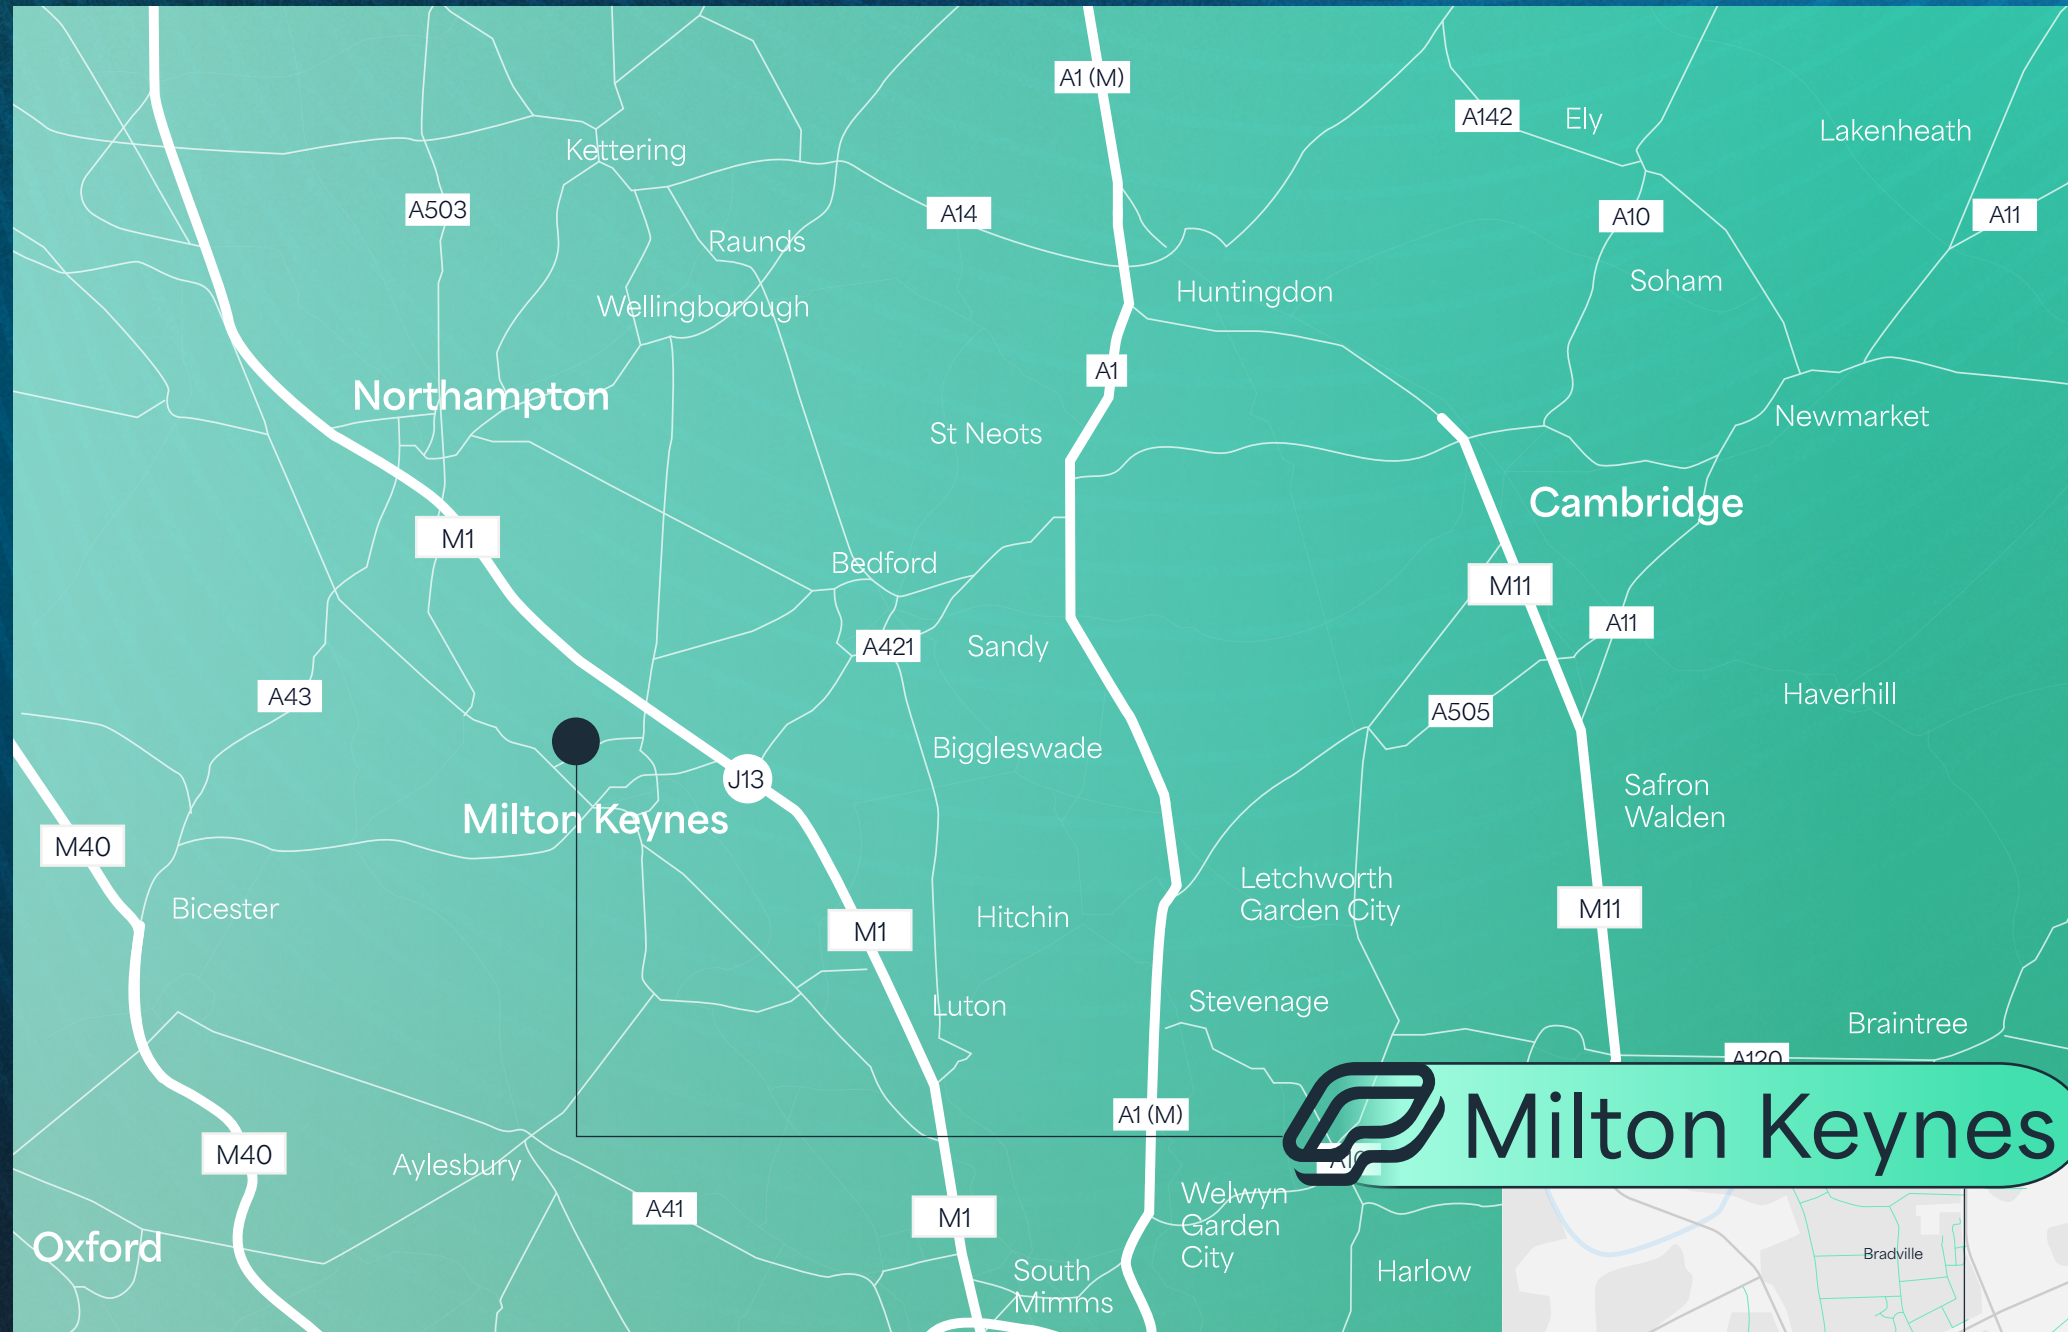 A1 (M)
A142
Ely
Lakenheath
Kettering
A503
A14
A10
A11
Raunds
Soham
Huntingdon
Wellingborough
A1
Northampton
Newmarket
St Neots
Cambridge
M1
Bedford
M11
A11
A421
Sandy
A43
Haverhill
A505
Biggleswade
J13
Safron
Walden
Milton Keynes
M40
Letchworth
Garden City
Bicester
M11
Hitchin
M1
Luton
Stevenage
Braintree
A120
A1 (M)
Milton Keynes
M40
Aylesbury
Welwyn
Garden
City
A41
M1
Oxford
Bradville
South
Mimms
Harlow